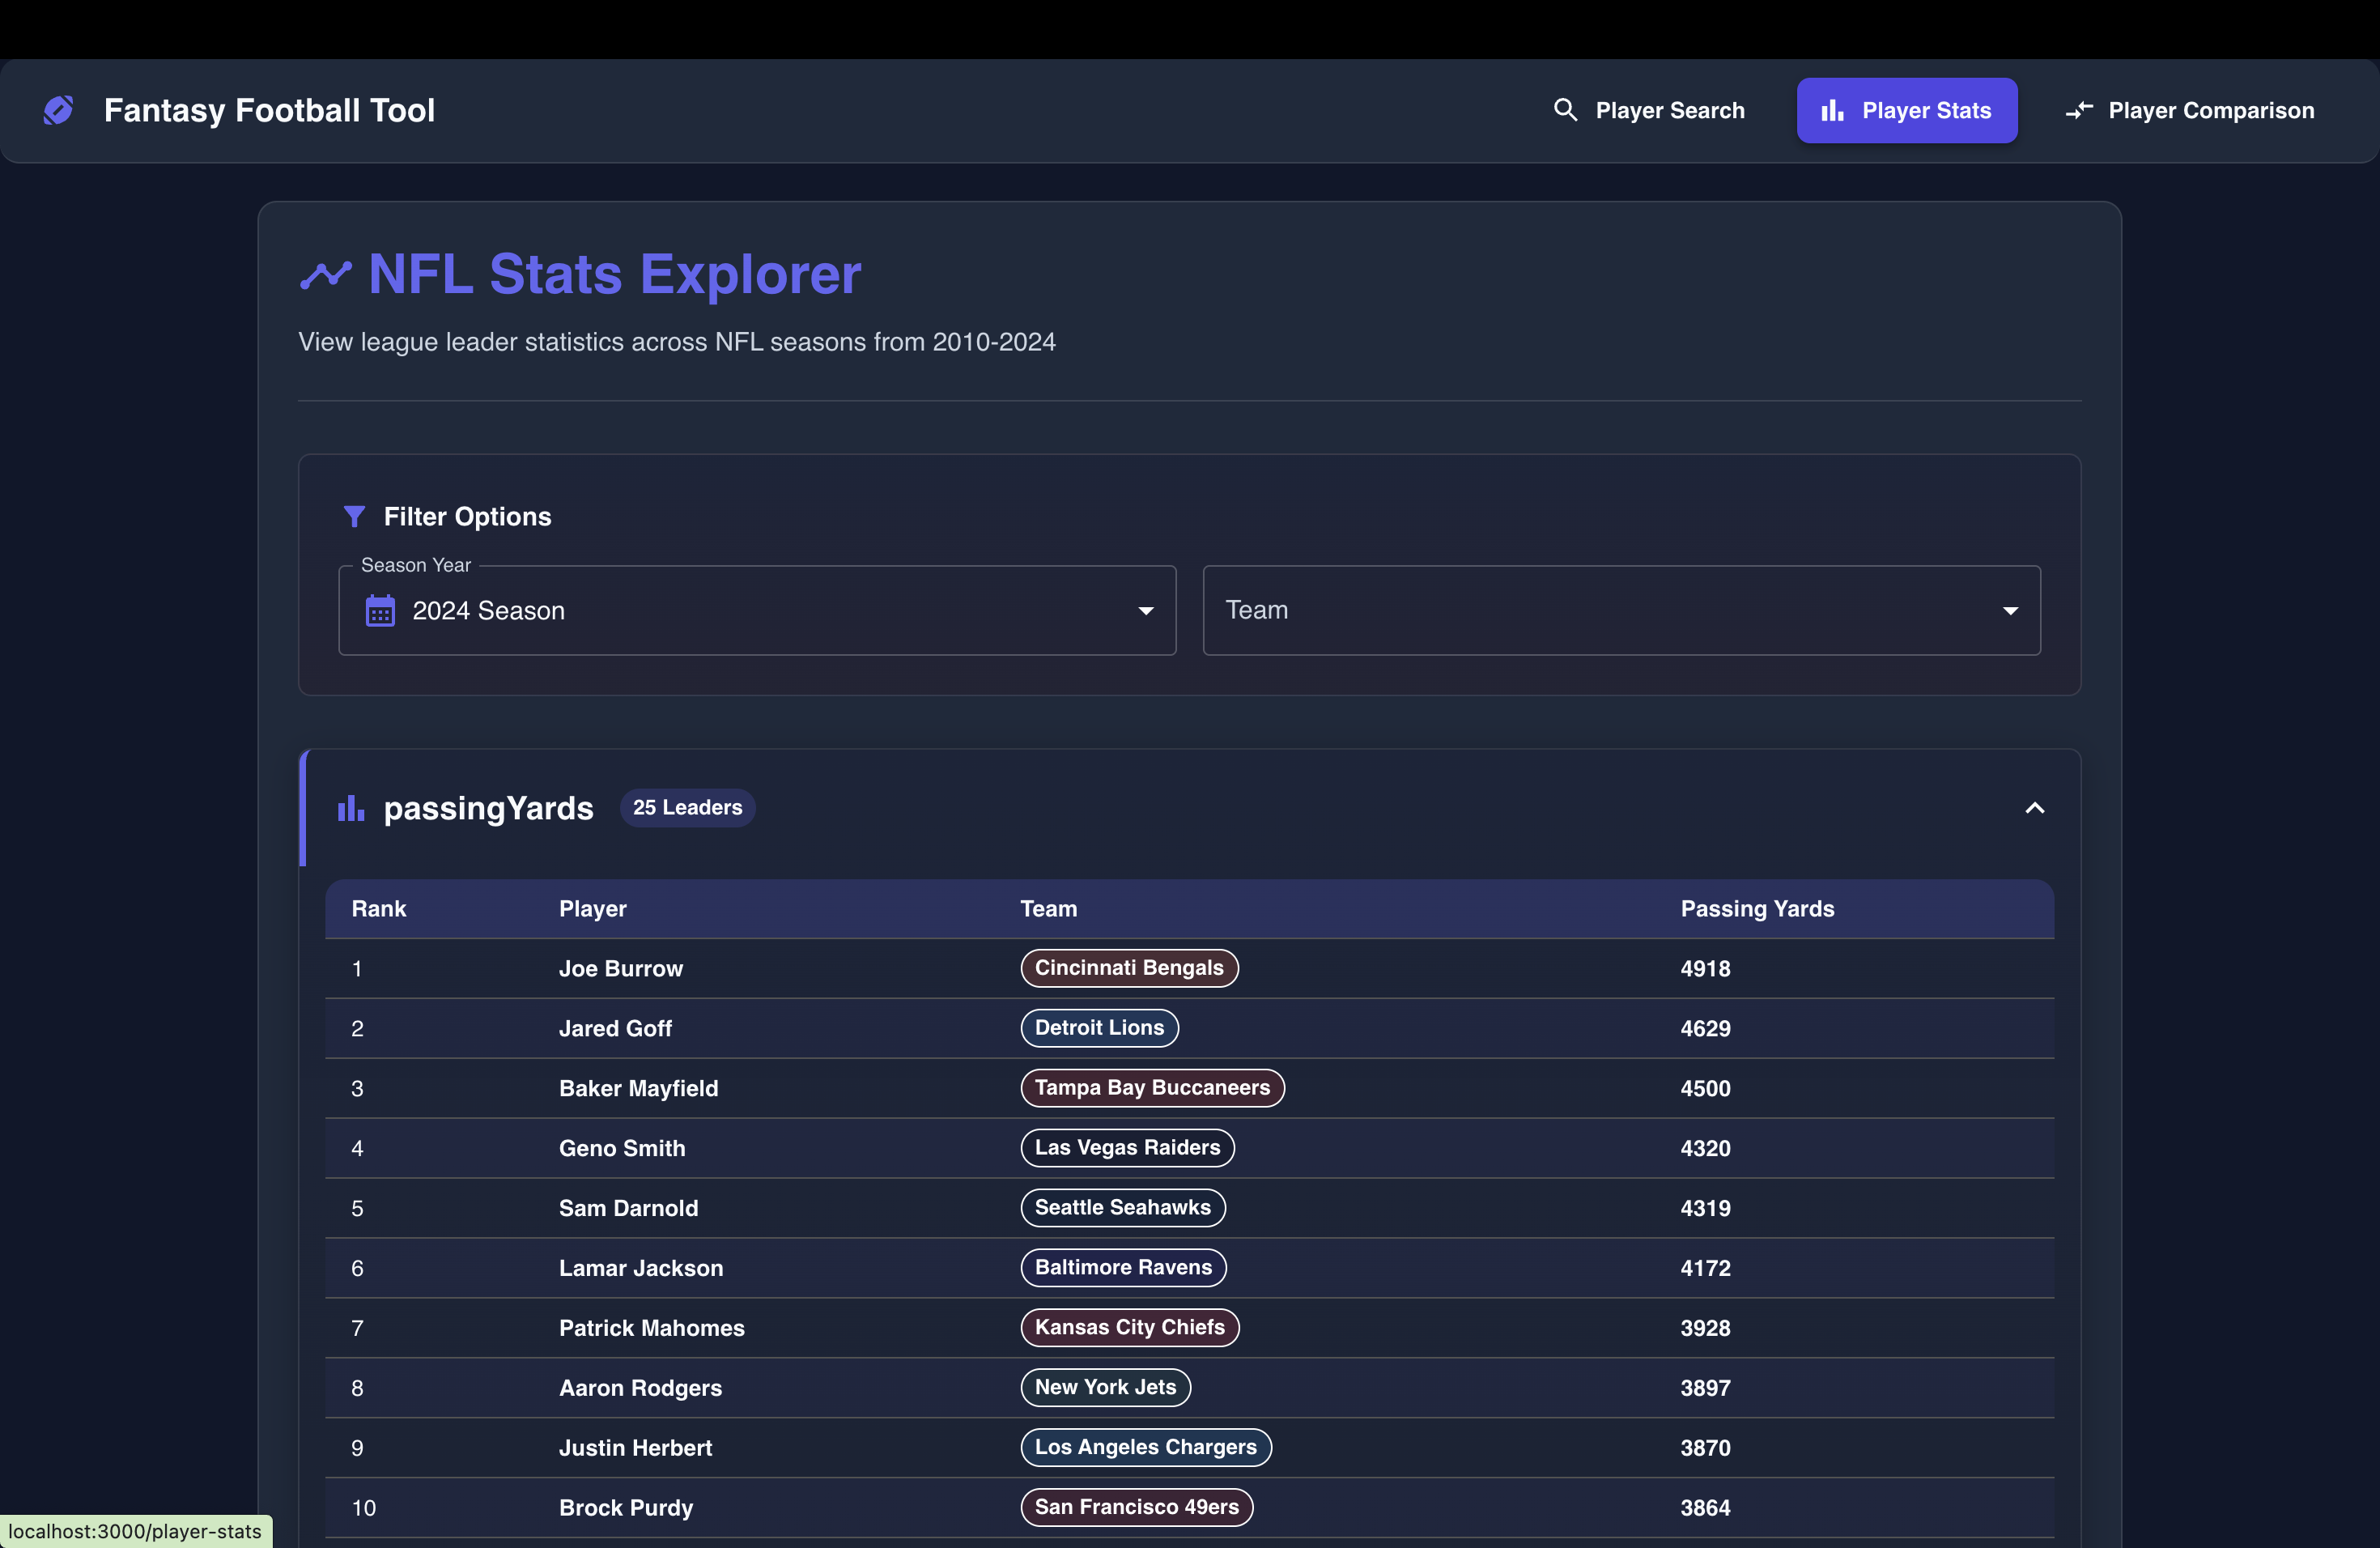 Fantasy Football Tool
Player Search
Player Stats
Player Comparison
NFL Stats Explorer
View league leader statistics across NFL seasons from 2010-2024
Filter Options
Season Year
2024 Season
Team
passingYards 25 Leaders
Rank Player Team Passing Yards
1 Joe Burrow Cincinnati Bengals 4918
2 Jared Goff Detroit Lions 4629
3 Baker Mayfield Tampa Bay Buccaneers 4500
4 Geno Smith Las Vegas Raiders 4320
5 Sam Darnold Seattle Seahawks 4319
6 Lamar Jackson Baltimore Ravens 4172
7 Patrick Mahomes Kansas City Chiefs 3928
8 Aaron Rodgers New York Jets 3897
9 Justin Herbert Los Angeles Chargers 3870
10 Brock Purdy San Francisco 49ers 3864
localhost:3000/player-stats